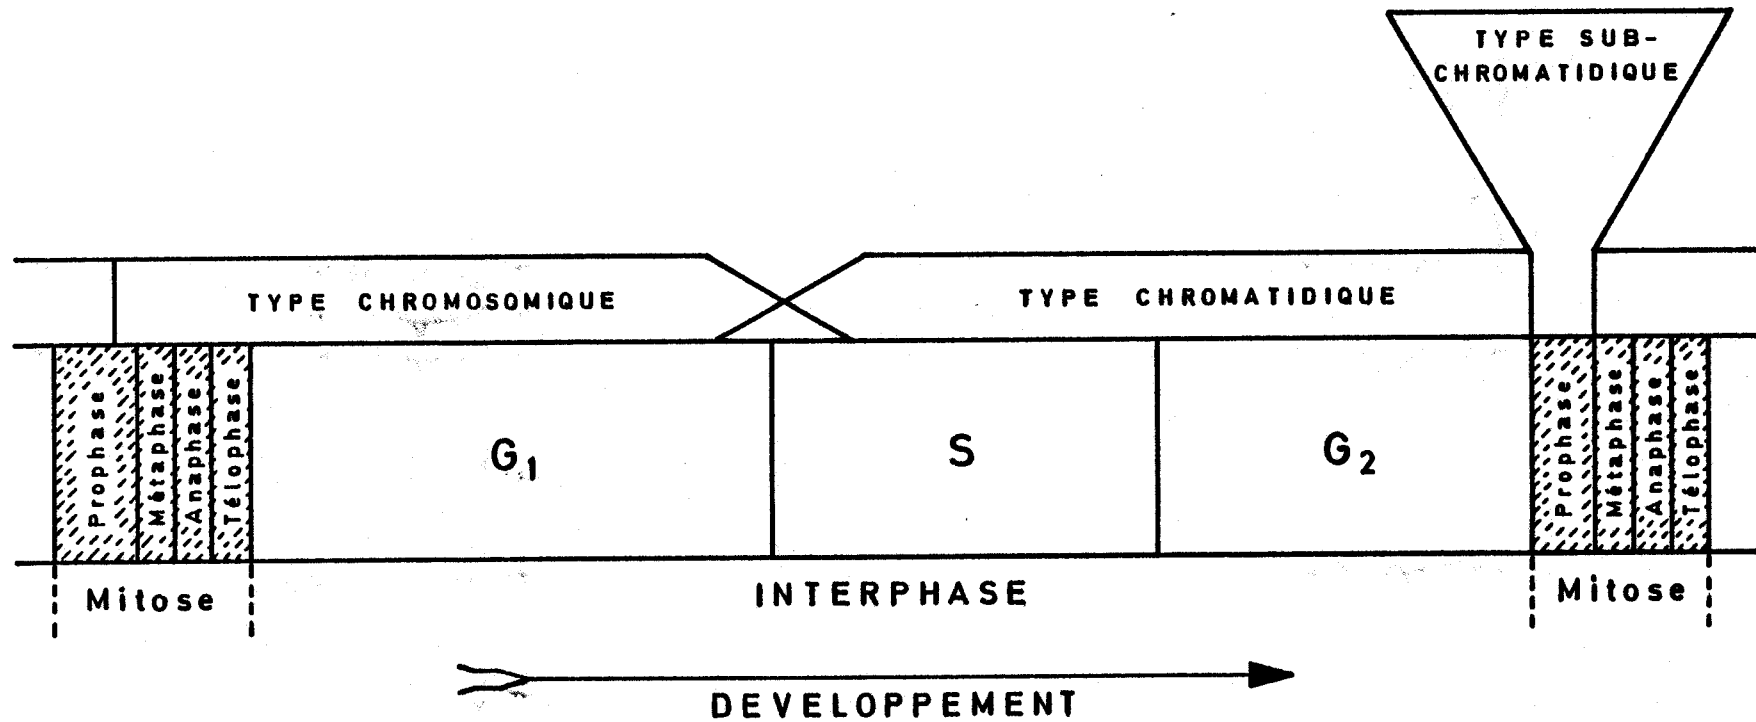 TYPE SUB-
CHROMATIDIQUE
TYPE CHROMOSOMIQUE
TYPE CHROMATIDIQUE
Prophase
Métaphase
Anaphase
Télophase
G1
S
G2
Prophase
Métaphase
Anaphase
Télophase
Mitose
INTERPHASE
Mitose
DEVELOPPEMENT